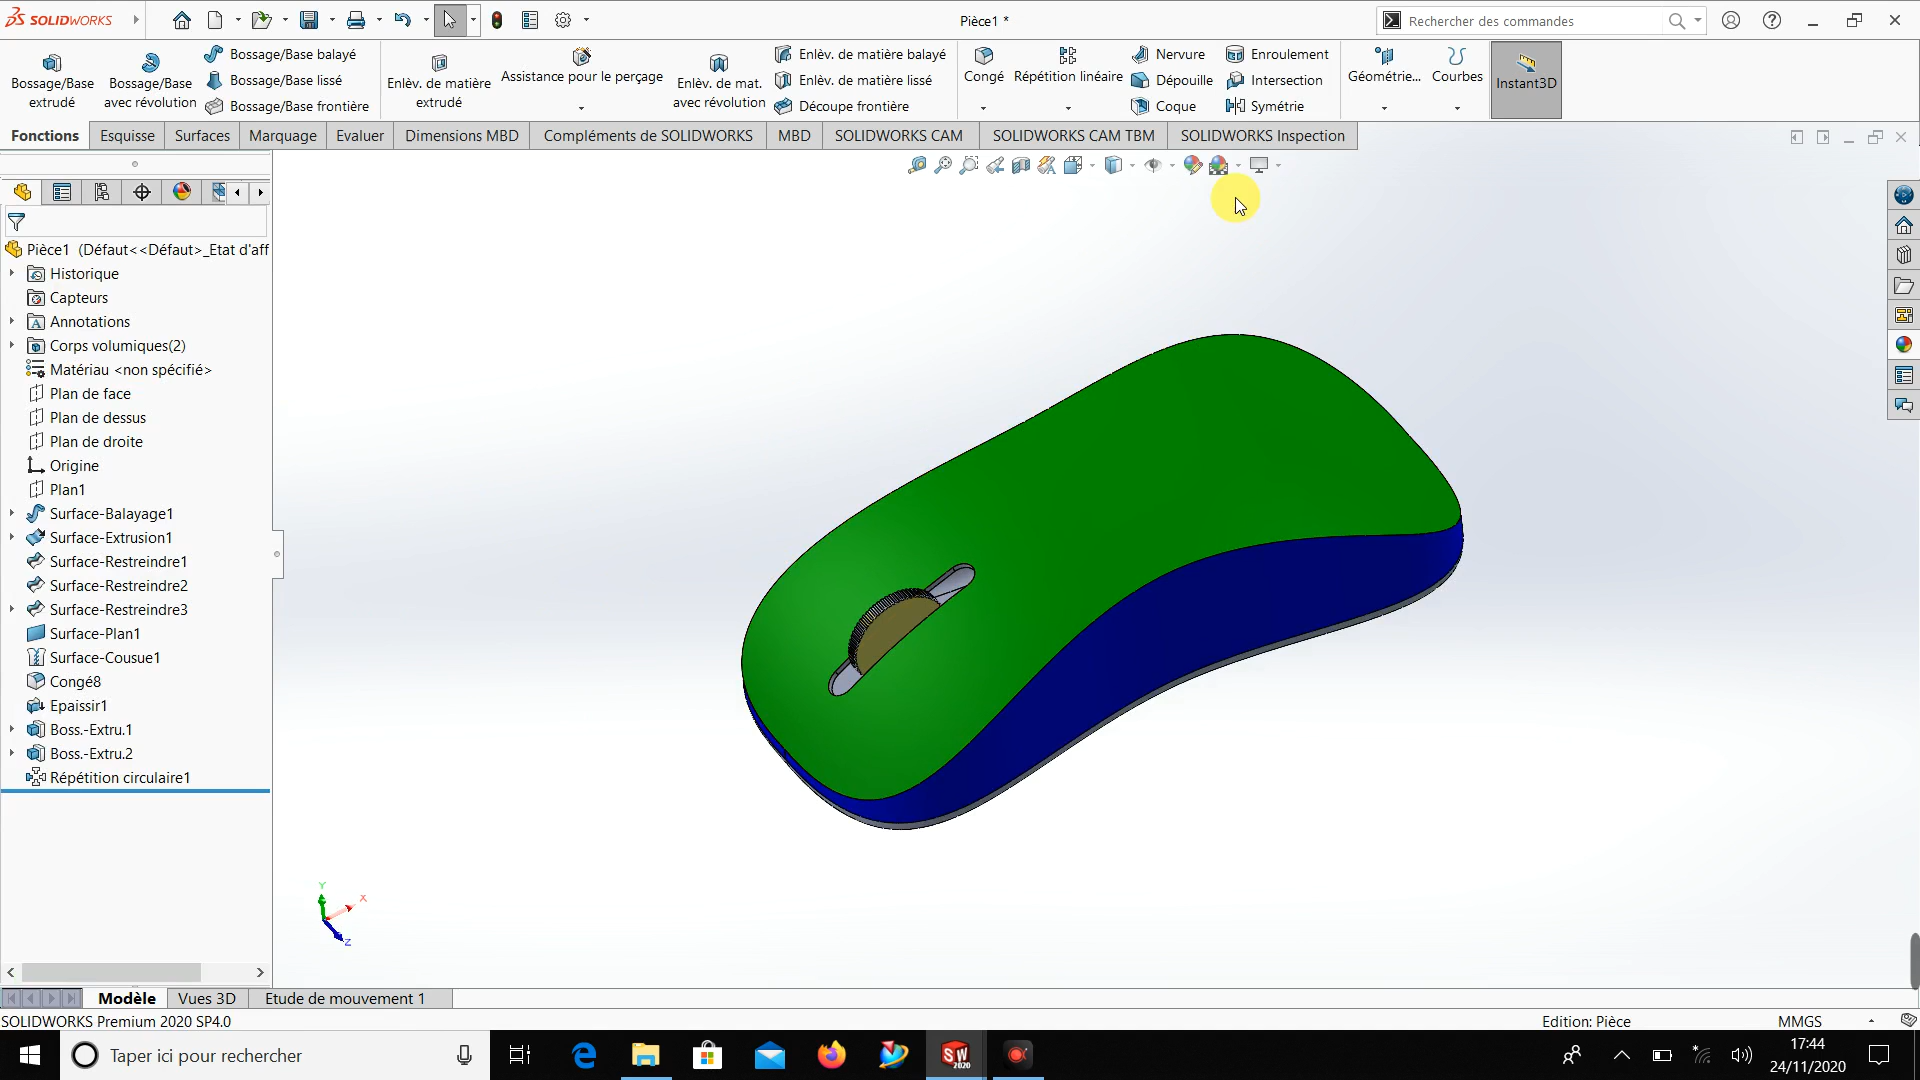 SOLIDWORKS
Pièce1 *
Rechercher des commandes
Bossage/Base extrudé
Bossage/Base avec révolution
Bossage/Base balayé
Bossage/Base lissé
Bossage/Base frontière
Enlèv. de matière extrudé
Assistance pour le perçage
Enlèv. de mat. avec révolution
Enlèv. de matière balayé
Enlèv. de matière lissé
Découpe frontière
Congé
Répétition linéaire
Nervure
Dépouille
Coque
Enroulement
Intersection
Symétrie
Géométrie...
Courbes
Instant3D
Fonctions
Esquisse
Surfaces
Marquage
Evaluer
Dimensions MBD
Compléments de SOLIDWORKS
MBD
SOLIDWORKS CAM
SOLIDWORKS CAM TBM
SOLIDWORKS Inspection
Pièce1 (Défaut<<Défaut>_Etat d'aff
Historique
Capteurs
Annotations
Corps volumiques(2)
Matériau <non spécifié>
Plan de face
Plan de dessus
Plan de droite
Origine
Plan1
Surface-Balayage1
Surface-Extrusion1
Surface-Restreindre1
Surface-Restreindre2
Surface-Restreindre3
Surface-Plan1
Surface-Cousue1
Congé8
Epaissir1
Boss.-Extru.1
Boss.-Extru.2
Répétition circulaire1
Y
X
Z
Modèle
Vues 3D
Etude de mouvement 1
SOLIDWORKS Premium 2020 SP4.0
Edition: Pièce
MMGS
Taper ici pour rechercher
SW
2020
17:44
24/11/2020